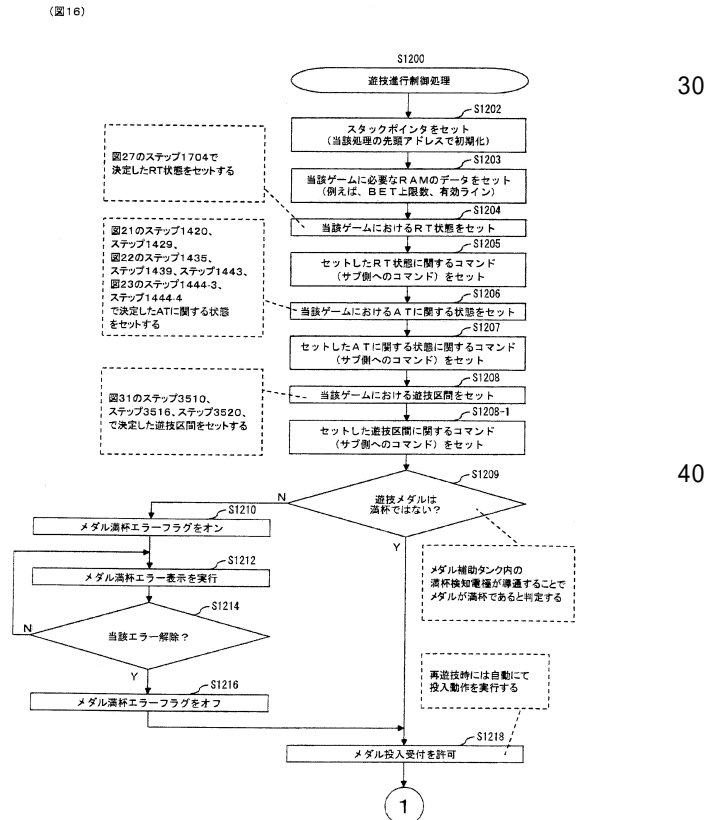 (図16)
30
S1200
遊技進行制御処理
S1202
スタックポインタをセット
(当該処理の先頭アドレスで初期化)
S1203
当該ゲームに必要なRAMのデータをセット
(例えば、BET上限数、有効ライン)
図27のステップ1704で
決定したRT状態をセットする
S1204
当該ゲームにおけるRT状態をセット
S1205
セットしたRT状態に関するコマンド
(サブ側へのコマンド)をセット
図21のステップ1420、
ステップ1429、
図22のステップ1435、
ステップ1439、ステップ1443、
図23のステップ1444-3、
ステップ1444-4
で決定したATに関する状態
をセットする
S1206
当該ゲームにおけるATに関する状態をセット
S1207
セットしたATに関する状態に関するコマンド
(サブ側へのコマンド)をセット
図31のステップ3510、
ステップ3516、ステップ3520、
で決定した遊技区間をセットする
S1208
当該ゲームにおける遊技区間をセット
S1208-1
セットした遊技区間に関するコマンド
(サブ側へのコマンド)をセット
40
S1209
遊技メダルは
満杯ではない?
N
Y
メダル補助タンク内の
満杯検知電極が導通することで
メダルが満杯であると判定する
S1210
メダル満杯エラーフラグをオン
S1212
メダル満杯エラー表示を実行
S1214
当該エラー解除?
N
Y
S1216
メダル満杯エラーフラグをオフ
再遊技時には自動にて
投入動作を実行する
S1218
メダル投入受付を許可
1